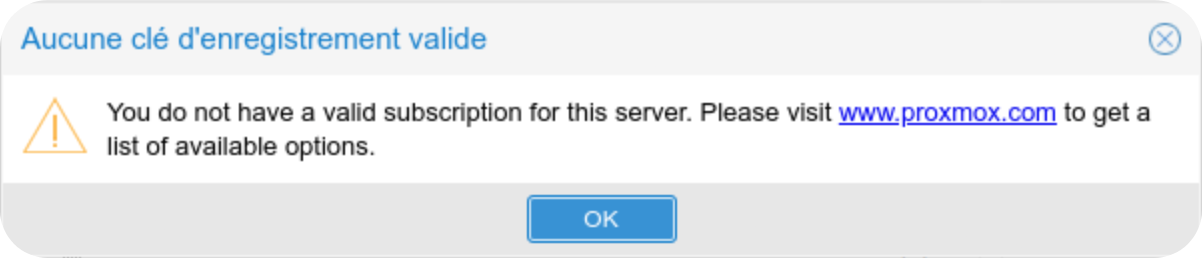 Aucune clé d'enregistrement valide
You do not have a valid subscription for this server. Please visit www.proxmox.com to get a
list of available options.
OK